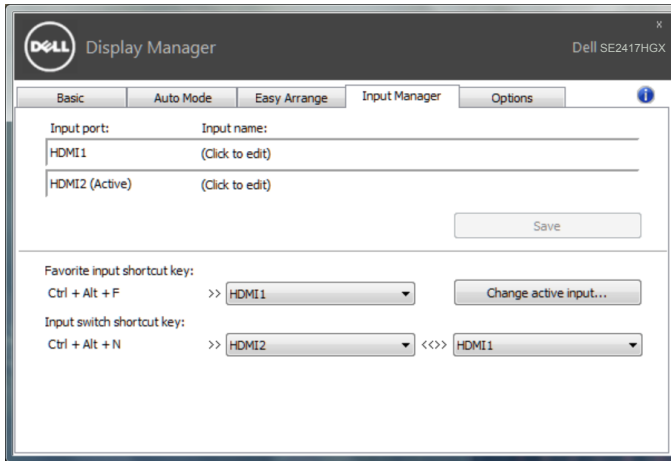 x
DELL Display Manager Dell SE2417HGX
Basic Auto Mode Easy Arrange Input Manager Options i
Input port: Input name:
HDMI1 (Click to edit)
HDMI2 (Active) (Click to edit)
Save
Favorite input shortcut key:
Ctrl + Alt + F >> HDMI1 Change active input...
Input switch shortcut key:
Ctrl + Alt + N >> HDMI2 <<>> HDMI1